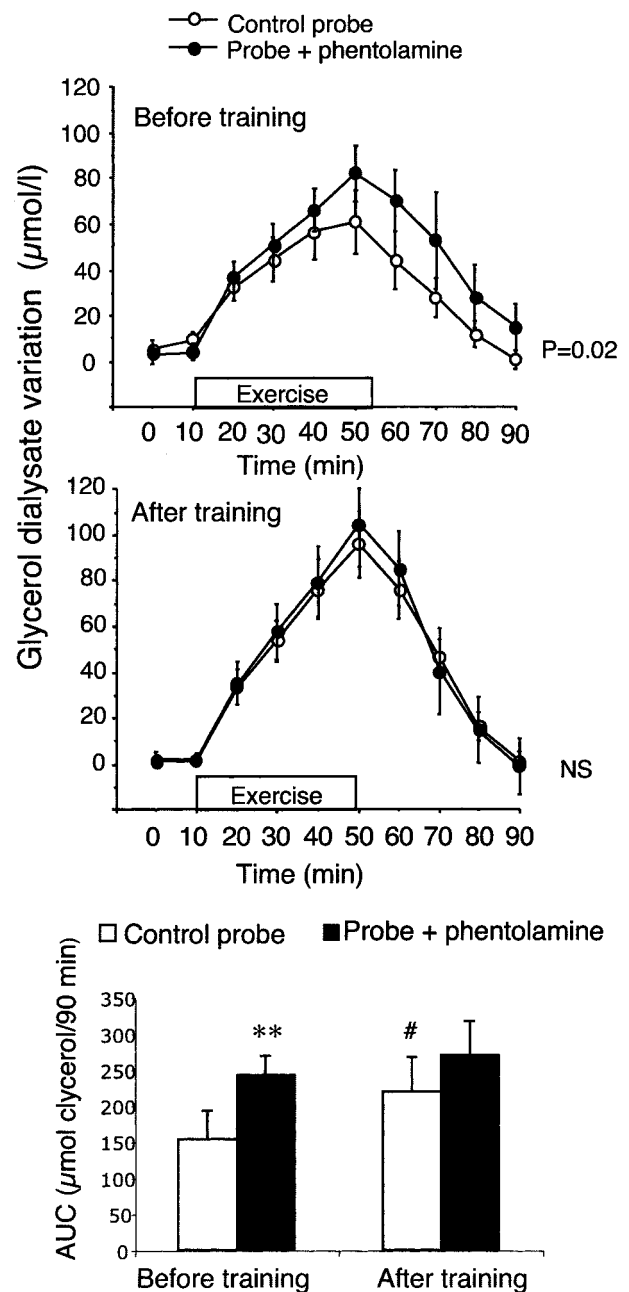 Control probe
Probe + phentolamine
Before training
Glycerol dialysate variation (µmol/l)
120
100
80
60
40
20
0
P=0.02
Exercise
0 10 20 30 40 50 60 70 80 90
Time (min)
After training
120
100
80
60
40
20
0
NS
Exercise
0 10 20 30 40 50 60 70 80 90
Time (min)
Control probe Probe + phentolamine
AUC (µmol clycerol/90 min)
350
300
250
200
150
100
50
0
** #
Before training After training